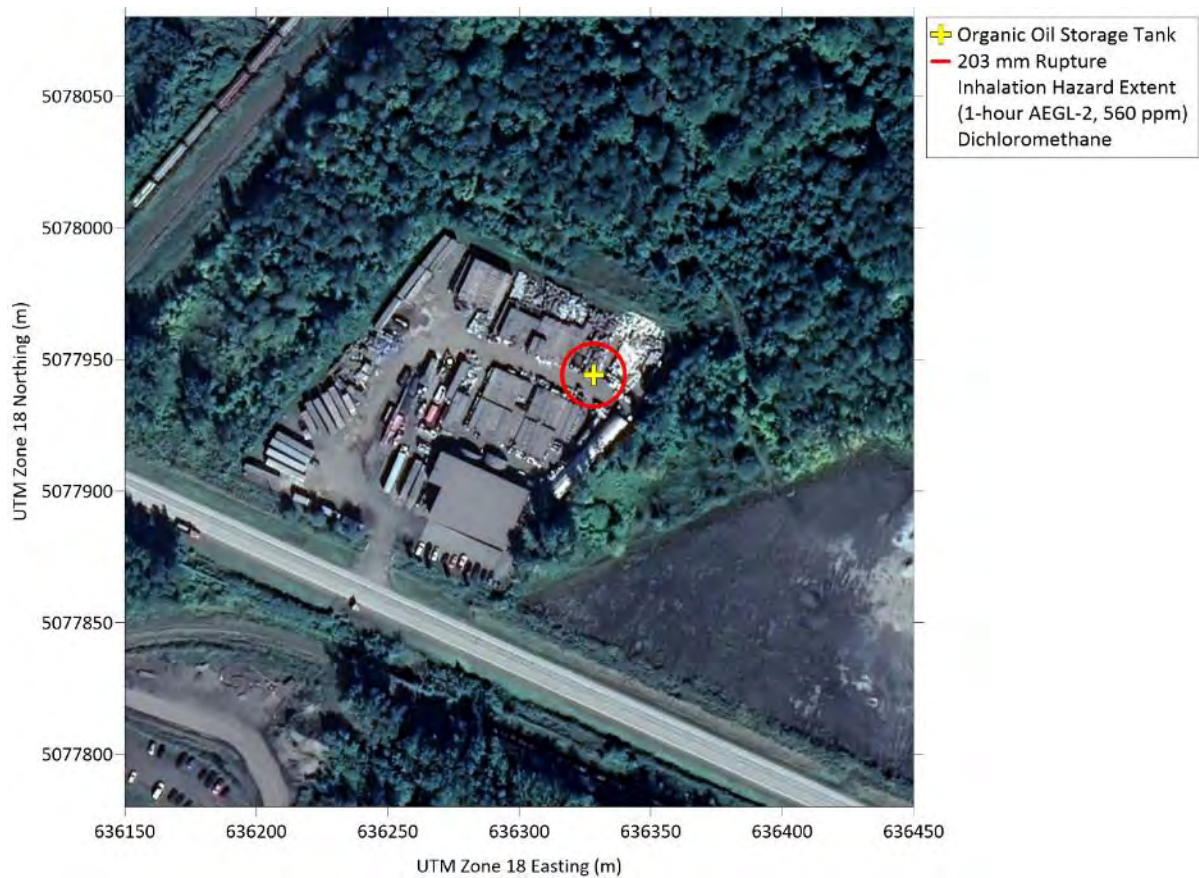 Organic Oil Storage Tank
203 mm Rupture
Inhalation Hazard Extent
(1-hour AEGL-2, 560 ppm)
Dichloromethane
UTM Zone 18 Northing (m)
5078050
5078000
5077950
5077900
5077850
5077800
636150 636200 636250 636300 636350 636400 636450
UTM Zone 18 Easting (m)